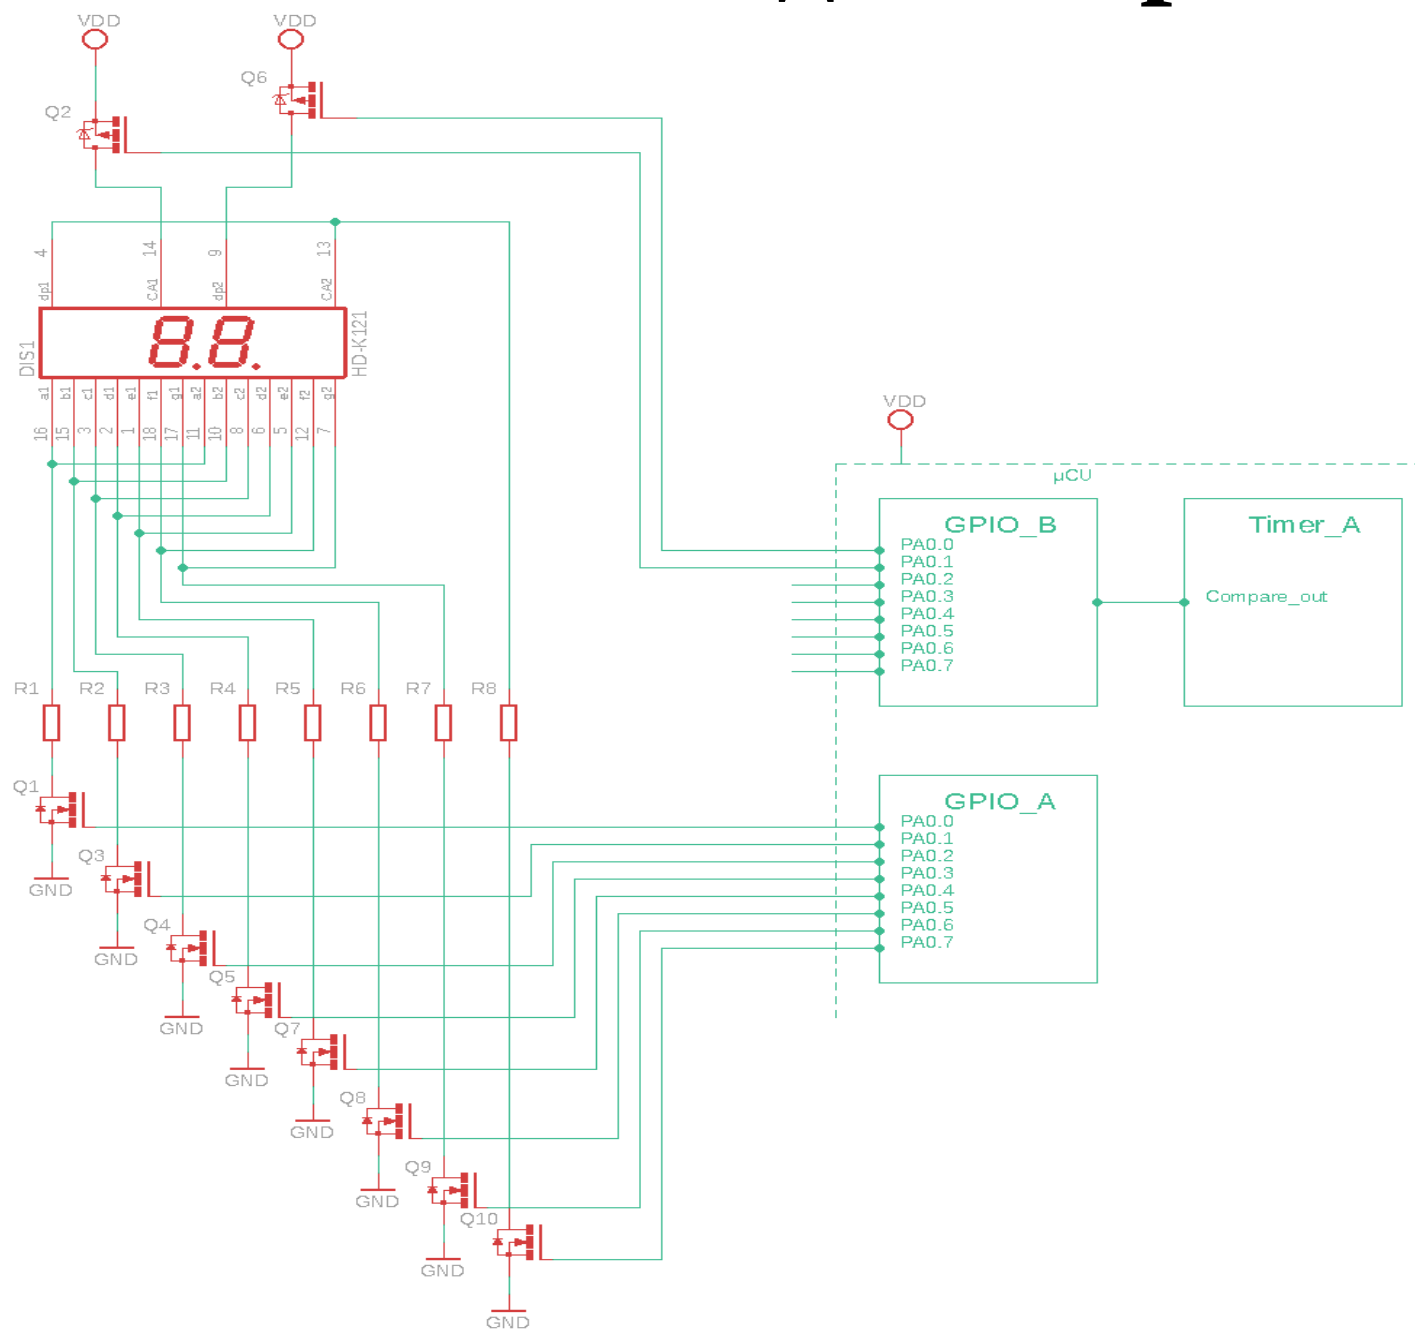 VDD
VDD
Q6
Q2
4
14
9
13
dp1
CA1
dp2
CA2
DIS1
HD-K121
a1
b1
c1
d1
e1
f1
g1
a2
b2
c2
d2
e2
f2
g2
16
15
3
2
1
18
17
11
10
8
6
5
12
7
VDD
µCU
GPIO_B
Timer_A
PA0.0
PA0.1
PA0.2
PA0.3
Compare_out
PA0.4
PA0.5
PA0.6
PA0.7
R1
R2
R3
R4
R5
R6
R7
R8
Q1
GPIO_A
PA0.0
PA0.1
PA0.2
PA0.3
PA0.4
PA0.5
PA0.6
PA0.7
Q3
GND
Q4
GND
Q5
GND
Q7
GND
Q8
GND
Q9
GND
Q10
GND
GND